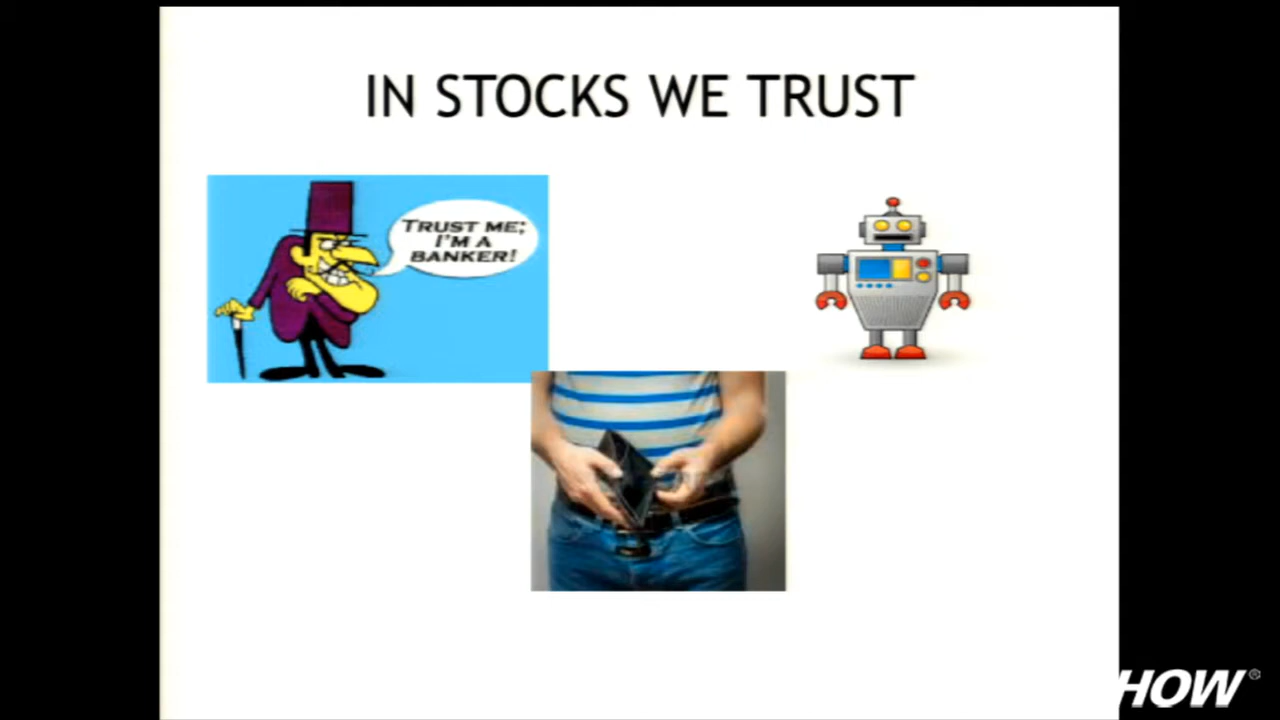 IN STOCKS WE TRUST
TRUST ME;
I'M A
BANKER!
HOW®